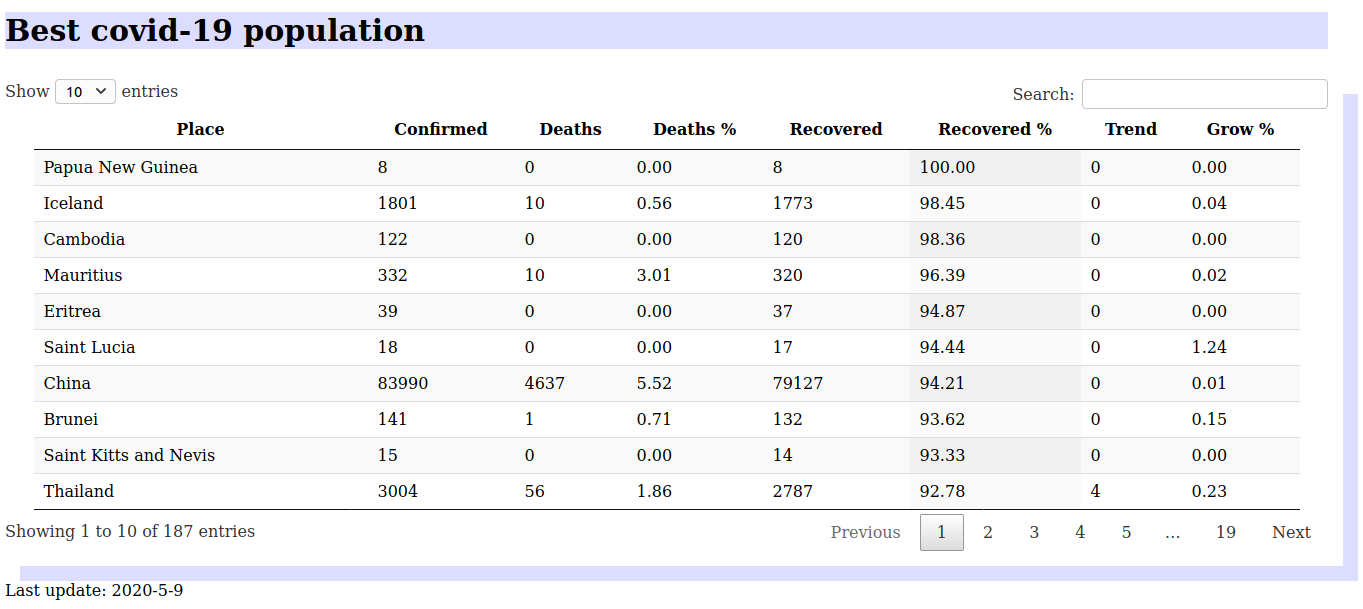 Best covid-19 population
Show 10 entries Search:
Place Confirmed Deaths Deaths % Recovered Recovered % Trend Grow %
Papua New Guinea 8 0 0.00 8 100.00 0 0.00
Iceland 1801 10 0.56 1773 98.45 0 0.04
Cambodia 122 0 0.00 120 98.36 0 0.00
Mauritius 332 10 3.01 320 96.39 0 0.02
Eritrea 39 0 0.00 37 94.87 0 0.00
Saint Lucia 18 0 0.00 17 94.44 0 1.24
China 83990 4637 5.52 79127 94.21 0 0.01
Brunei 141 1 0.71 132 93.62 0 0.15
Saint Kitts and Nevis 15 0 0.00 14 93.33 0 0.00
Thailand 3004 56 1.86 2787 92.78 4 0.23
Showing 1 to 10 of 187 entries Previous 1 2 3 4 5 … 19 Next
Last update: 2020-5-9